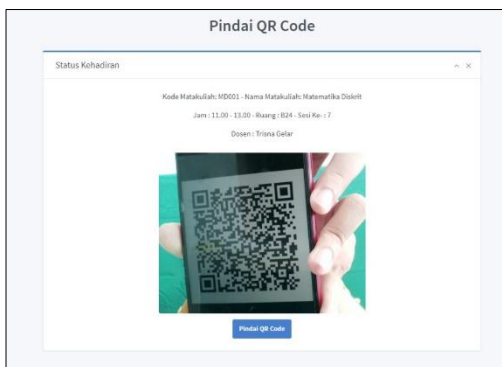 Pindai QR Code
Status Kehadiran
Kode Matakuliah: MD001 - Nama Matakuliah: Matematika Diskrit
Jam : 11.00 - 13.00 - Ruang : B24 - Sesi Ke- : 7
Dosen : Trisna Gelar
Pindai QR Code